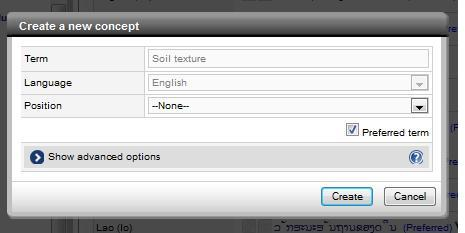 Create a new concept
Term Soil texture
Language English
Position --None--
Preferred term
Show advanced options
Create Cancel
Lao (lo) (Preferred)